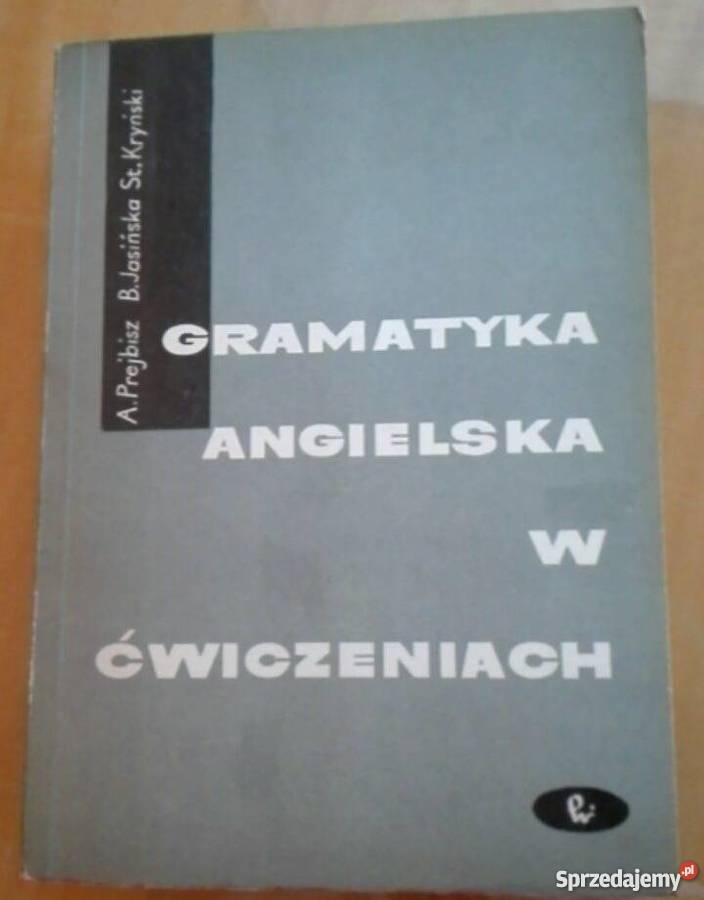 A. Prejbisz B. Jasińska St. Kryński
GRAMATYKA
ANGIELSKA
W
ĆWICZENIACH
Sprzedajemy.pl